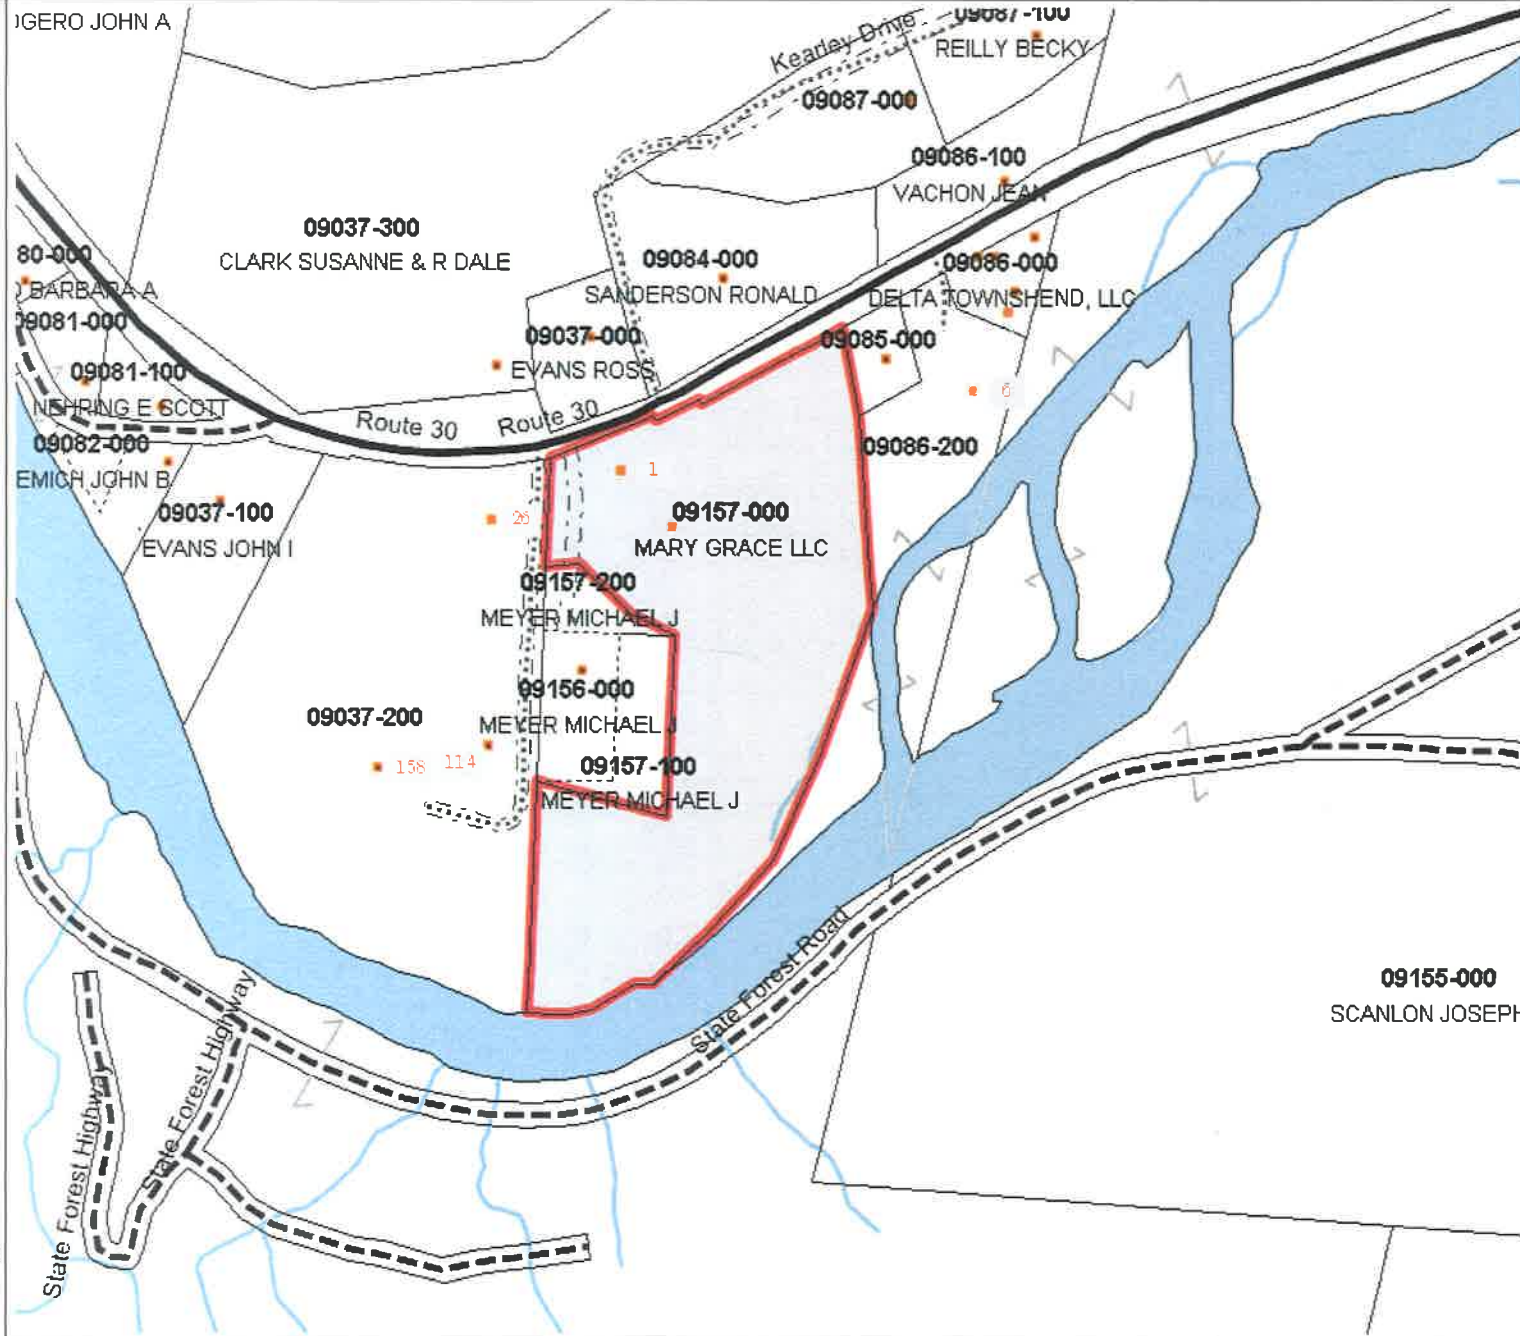 OGERO JOHN A
09087-100
REILLY BECKY
Kearley Drive
09087-000
09086-100
VACHON JEAN
09037-300
CLARK SUSANNE & R DALE
80-000
BARBARA A
09081-000
09084-000
SANDERSON RONALD
09086-000
DELTA TOWNSHEND, LLC
09037-000
EVANS ROSS
09085-000
09081-100
NEHRING E SCOTT
6
Route 30
Route 30
09082-000
EMICH JOHN B
09086-200
1
09037-100
EVANS JOHN I
26
09157-000
MARY GRACE LLC
09157-200
MEYER MICHAEL J
09156-000
MEYER MICHAEL J
09037-200
158
114
09157-100
MEYER MICHAEL J
State Forest Road
09155-000
SCANLON JOSEPH
State Forest Highway
State Forest Highway